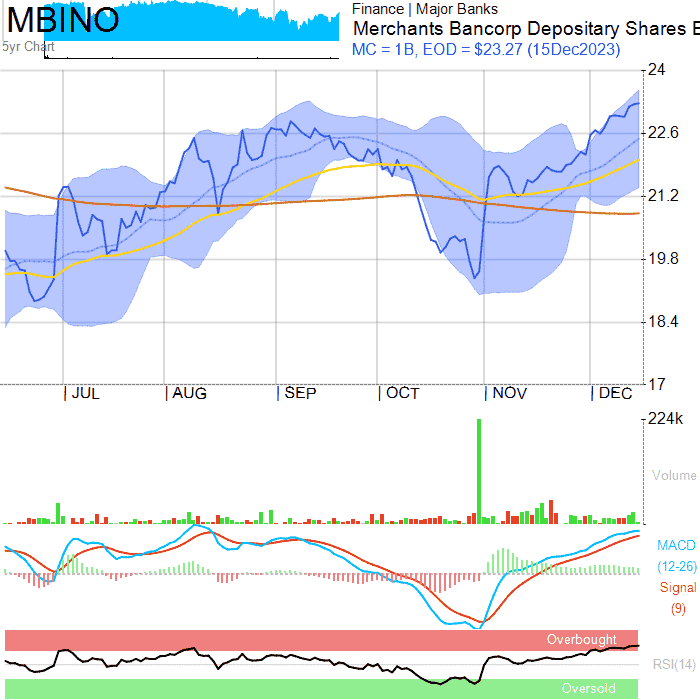 MBINO
5yr Chart
Finance | Major Banks
Merchants Bancorp Depositary Shares E
MC = 1B, EOD = $23.27 (15Dec2023)
24
22.6
21.2
19.8
18.4
17
JUL AUG SEP OCT NOV DEC
224k
Volume
MACD
(12-26)
Signal
(9)
Overbought
RSI(14)
Oversold